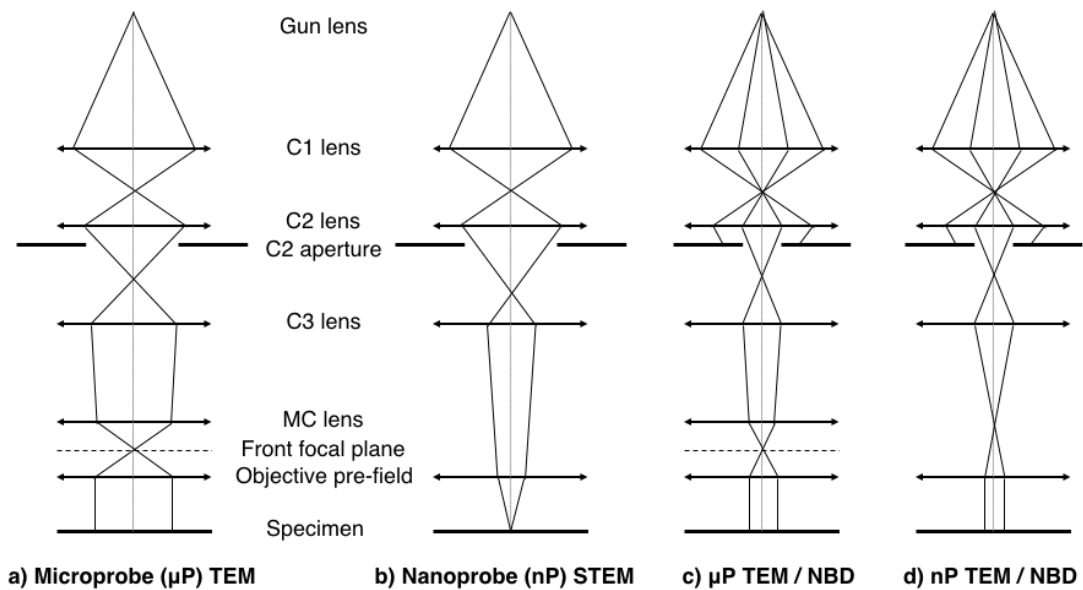 Gun lens
C1 lens
C2 lens
C2 aperture
C3 lens
MC lens
Front focal plane
Objective pre-field
Specimen
a) Microprobe (μP) TEM
b) Nanoprobe (nP) STEM
c) μP TEM / NBD
d) nP TEM / NBD